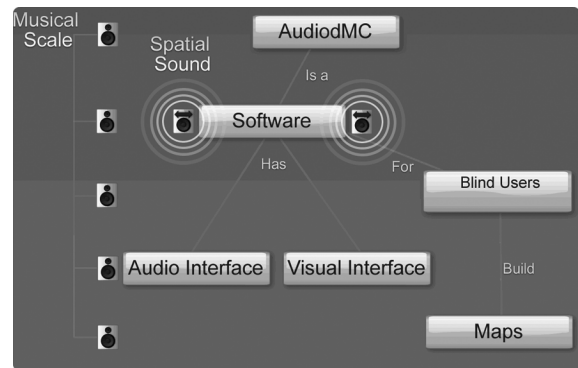 Musical
Scale
Spatial
Sound
AudiodMC
Is a
Software
Has
For
Blind Users
Audio Interface
Visual Interface
Build
Maps